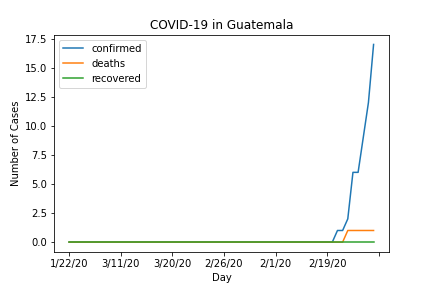 COVID-19 in Guatemala
confirmed
deaths
recovered
Number of Cases
17.5
15.0
12.5
10.0
7.5
5.0
2.5
0.0
1/22/20 3/11/20 3/20/20 2/26/20 2/1/20 2/19/20
Day